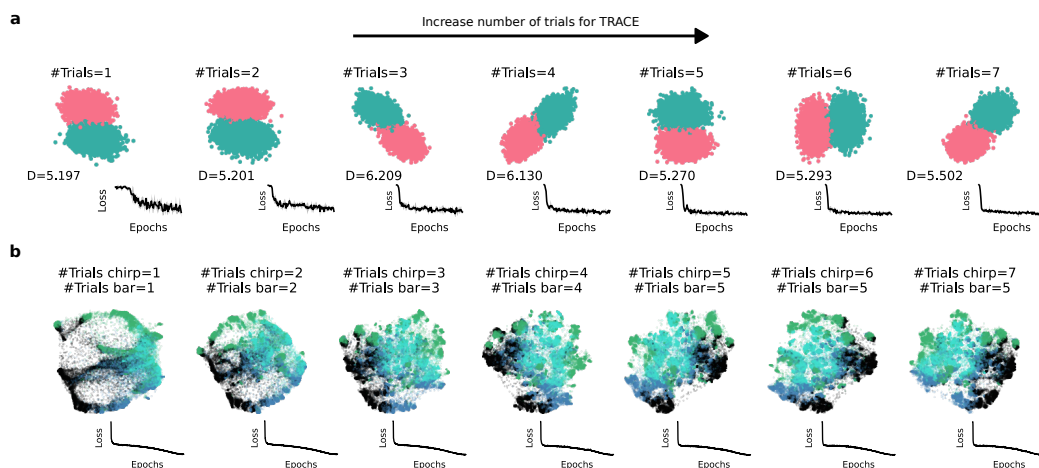 a
Increase number of trials for TRACE
#Trials=1 #Trials=2 #Trials=3 #Trials=4 #Trials=5 #Trials=6 #Trials=7
D=5.197 D=5.201 D=6.209 D=6.130 D=5.270 D=5.293 D=5.502
Loss Loss Loss Loss Loss Loss Loss
Epochs Epochs Epochs Epochs Epochs Epochs Epochs
b
#Trials chirp=1 #Trials chirp=2 #Trials chirp=3 #Trials chirp=4 #Trials chirp=5 #Trials chirp=6 #Trials chirp=7
#Trials bar=1 #Trials bar=2 #Trials bar=3 #Trials bar=4 #Trials bar=5 #Trials bar=5 #Trials bar=5
Loss Loss Loss Loss Loss Loss Loss
Epochs Epochs Epochs Epochs Epochs Epochs Epochs